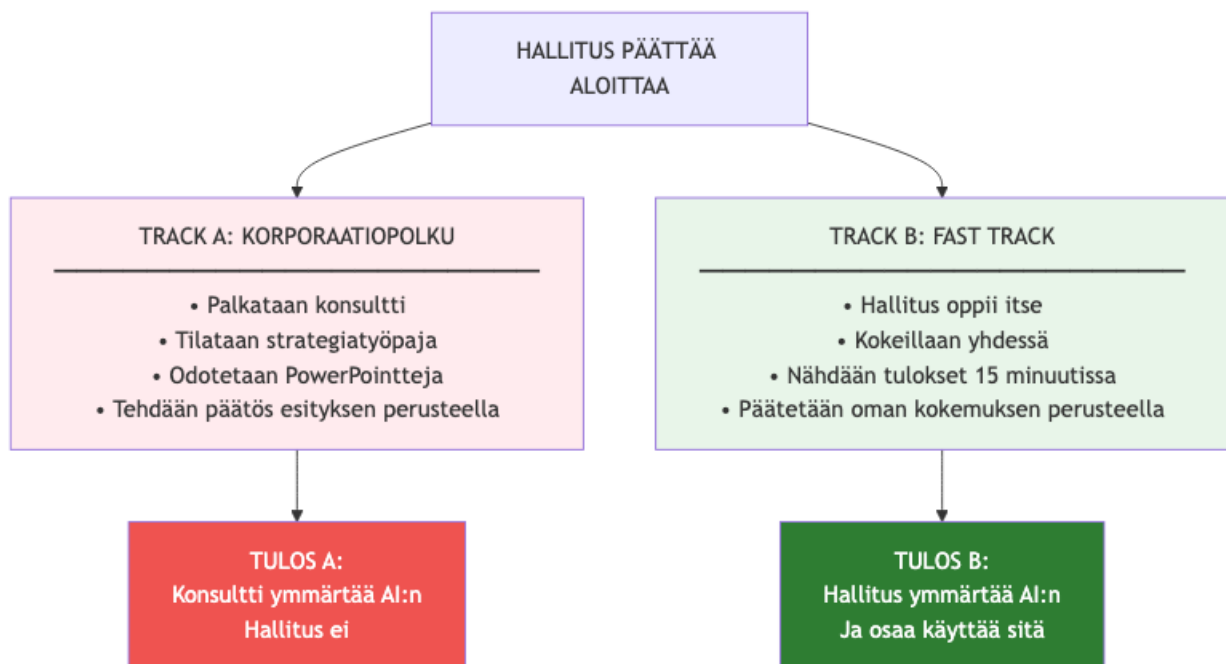 HALLITUS PÄÄTTÄÄ
ALOITTAA
TRACK A: KORPORAATIOPOLKU
• Palkataan konsultti
• Tilataan strategiatyöpaja
• Odotetaan PowerPointteja
• Tehdään päätös esityksen perusteella
TRACK B: FAST TRACK
• Hallitus oppii itse
• Kokeillaan yhdessä
• Nähdään tulokset 15 minuutissa
• Päätetään oman kokemuksen perusteella
TULOS A:
Konsultti ymmärtää AI:n
Hallitus ei
TULOS B:
Hallitus ymmärtää AI:n
Ja osaa käyttää sitä